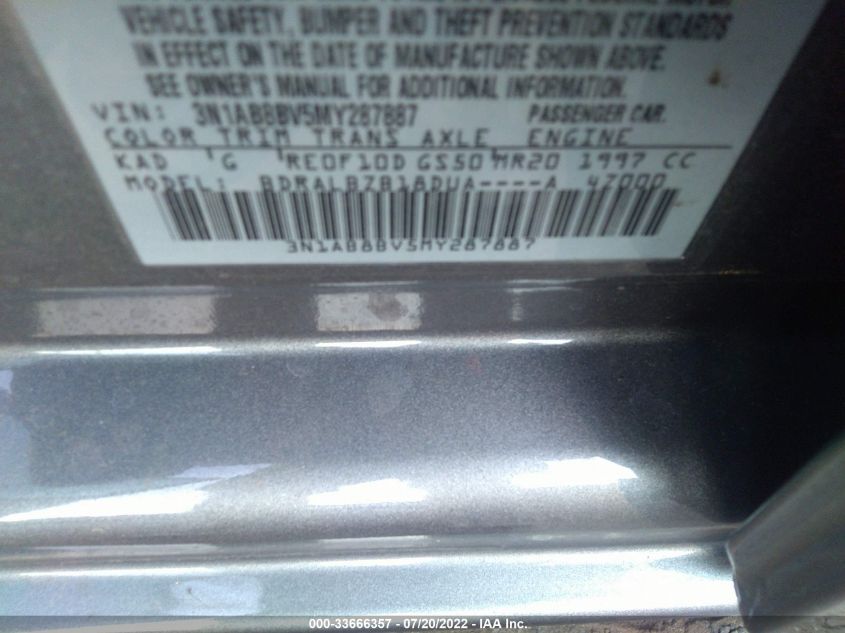 VEHICLE SAFETY, BUMPER AND THEFT PREVENTION STANDARDS
IN EFFECT ON THE DATE OF MANUFACTURE SHOWN ABOVE.
SEE OWNER'S MANUAL FOR ADDITIONAL INFORMATION.
VIN: 3N1AB8BV5MY287887 PASSENGER CAR.
COLOR TRIM TRANS AXLE ENGINE
KAD G RE0F10D GS50 MR20 1997 CC
MODEL: BDRALBZB18DUA----A 47000
3N1AB8BV5MY287887
000-33666357 / 07/20/2022 - IAA Inc.